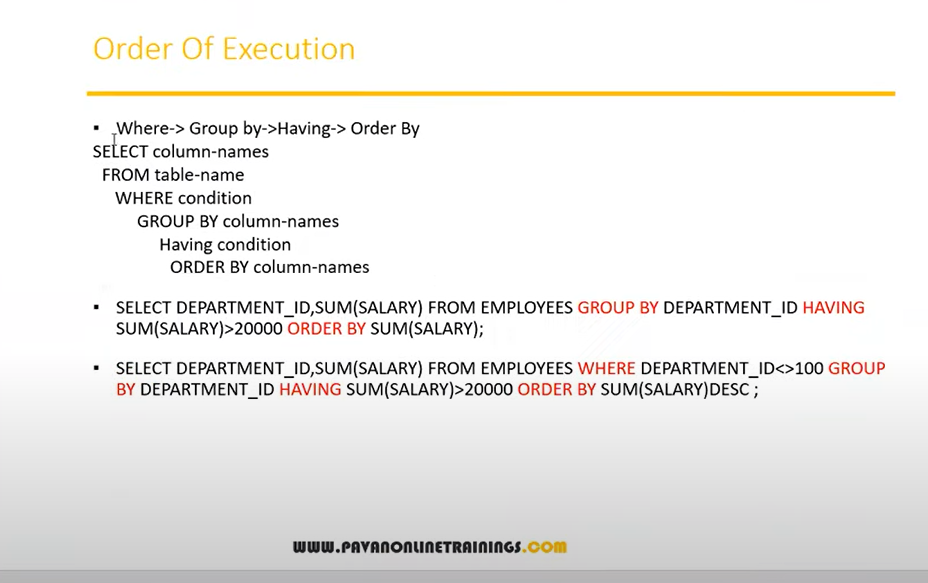 Order Of Execution
▪ Where-> Group by->Having-> Order By
SELECT column-names
FROM table-name
WHERE condition
GROUP BY column-names
Having condition
ORDER BY column-names
▪ SELECT DEPARTMENT_ID,SUM(SALARY) FROM EMPLOYEES GROUP BY DEPARTMENT_ID HAVING
SUM(SALARY)>20000 ORDER BY SUM(SALARY);
▪ SELECT DEPARTMENT_ID,SUM(SALARY) FROM EMPLOYEES WHERE DEPARTMENT_ID<>100 GROUP
BY DEPARTMENT_ID HAVING SUM(SALARY)>20000 ORDER BY SUM(SALARY)DESC ;
WWW.PAVANONLINETRAININGS.COM